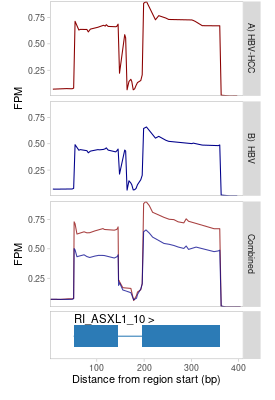 0.75
0.50
0.25
A) HBV-HCC
FPM
0.75
0.50
0.25
B) HBV
0.75
0.50
0.25
Combined
FPM
RI_ASXL1_10 >
100
200
300
400
Distance from region start (bp)